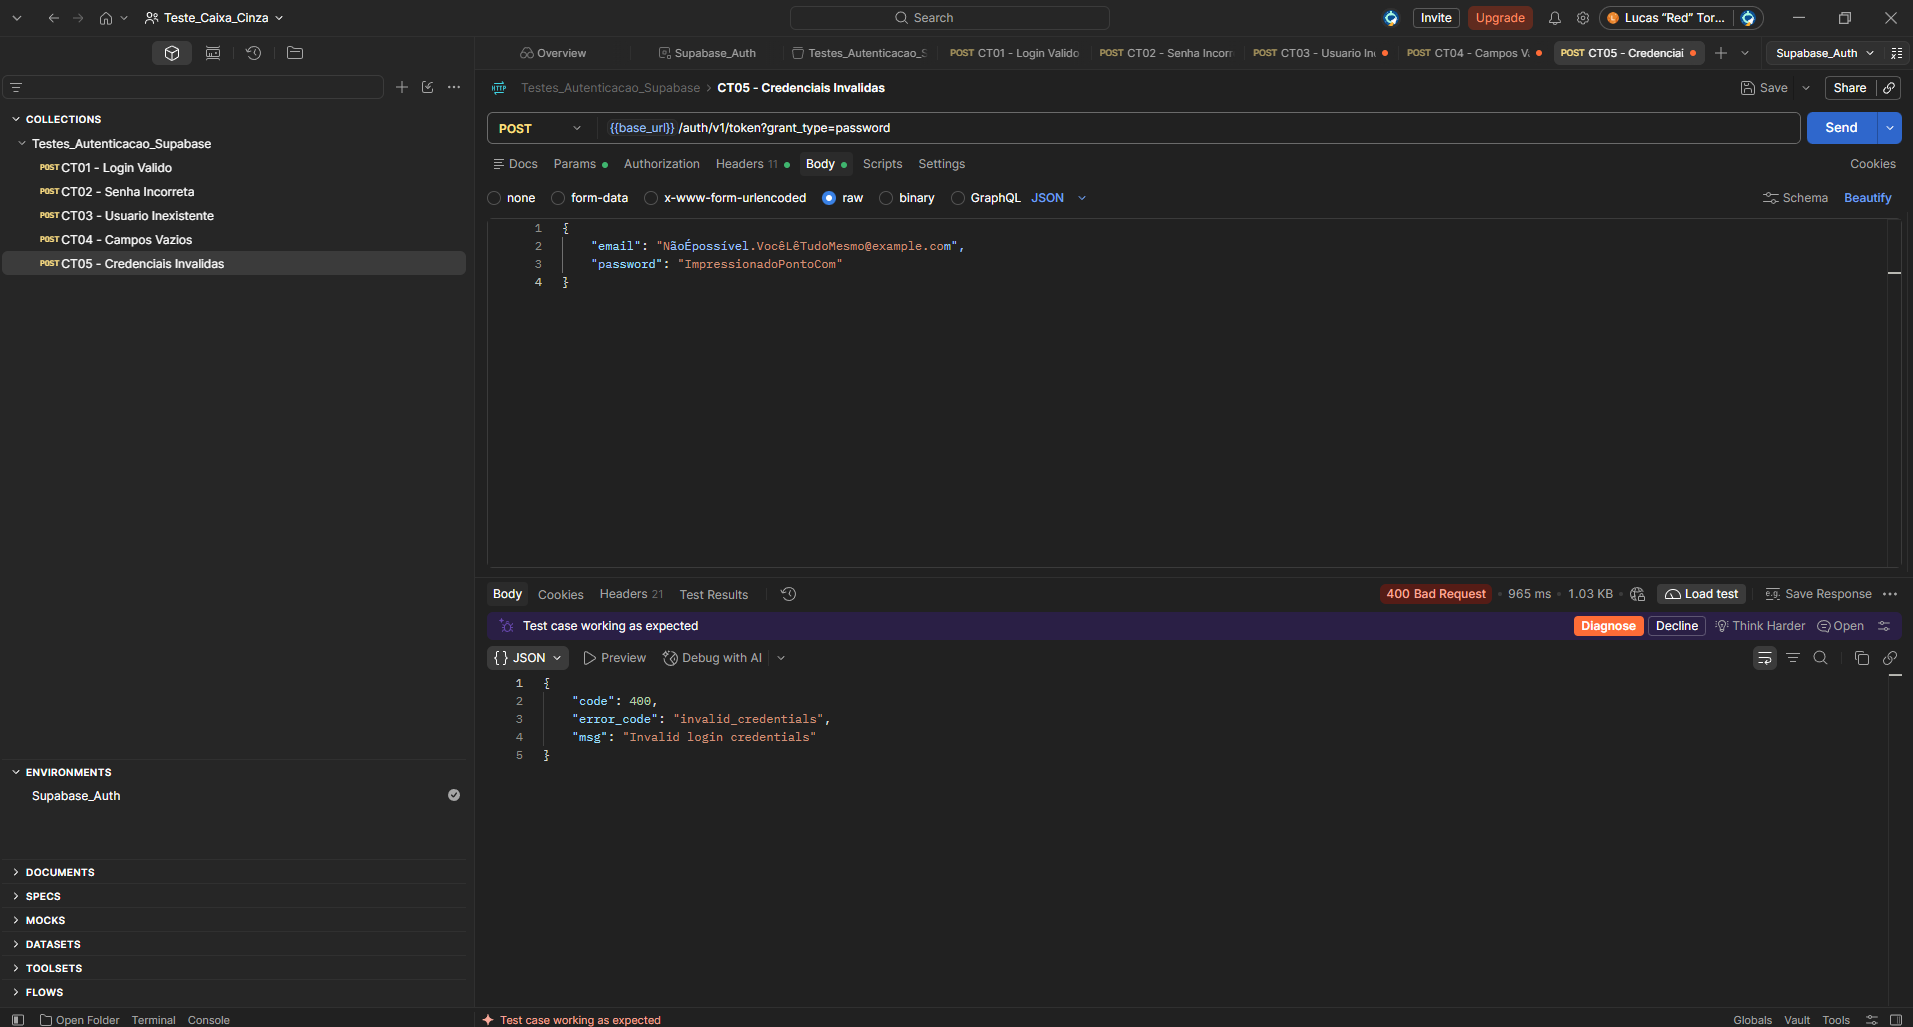 Teste_Caixa_Cinza
Search
Invite
Upgrade
Lucas "Red" Tor...
Overview
Supabase_Auth
Testes_Autenticacao_S
POST CT01 - Login Valido
POST CT02 - Senha Incorr
POST CT03 - Usuario In
POST CT04 - Campos V
POST CT05 - Credenciai
Supabase_Auth
COLLECTIONS
Testes_Autenticacao_Supabase
POST CT01 - Login Valido
POST CT02 - Senha Incorreta
POST CT03 - Usuario Inexistente
POST CT04 - Campos Vazios
POST CT05 - Credenciais Invalidas
ENVIRONMENTS
Supabase_Auth
DOCUMENTS
SPECS
MOCKS
DATASETS
TOOLSETS
FLOWS
HTTP Testes_Autenticacao_Supabase > CT05 - Credenciais Invalidas
Save
Share
POST {{base_url}} /auth/v1/token?grant_type=password
Send
Docs Params Authorization Headers 11 Body Scripts Settings
Cookies
none form-data x-www-form-urlencoded raw binary GraphQL JSON
Schema Beautify
1 {
2 "email": "NãoÉpossível.VocêLêTudoMesmo@example.com",
3 "password": "ImpressionadoPontoCom"
4 }
Body Cookies Headers 21 Test Results
400 Bad Request • 965 ms • 1.03 KB
Load test
e.g. Save Response
Test case working as expected
Diagnose Decline Think Harder Open
{} JSON Preview Debug with AI
1 {
2 "code": 400,
3 "error_code": "invalid_credentials",
4 "msg": "Invalid login credentials"
5 }
Open Folder Terminal Console
Test case working as expected
Globals Vault Tools